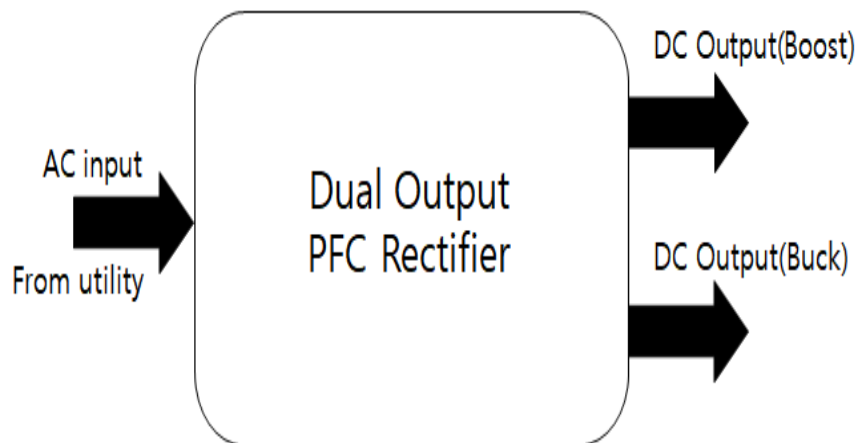 AC input
From utility
Dual Output
PFC Rectifier
DC Output(Boost)
DC Output(Buck)